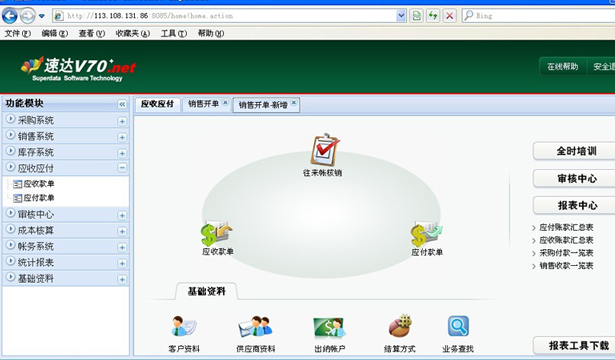 http://113.108.131.86:8085/home!home.action
Bing
文件(F) 编辑(E) 查看(V) 收藏夹(A) 工具(T) 帮助(H)
速达V70+.net
Superdata Software Technology
在线帮助 安全退
功能模块
应收应付 销售开单 销售开单-新增
采购系统
销售系统
库存系统
应收应付
应收款单
应付款单
审核中心
成本核算
帐务系统
统计报表
基础资料
往来帐核销
应收款单
应付款单
基础资料
客户资料 供应商资料 出纳帐户 结算方式 业务查找
全时培训
审核中心
报表中心
应付账款汇总表
应收账款汇总表
采购付款一览表
销售收款一览表
报表工具下载